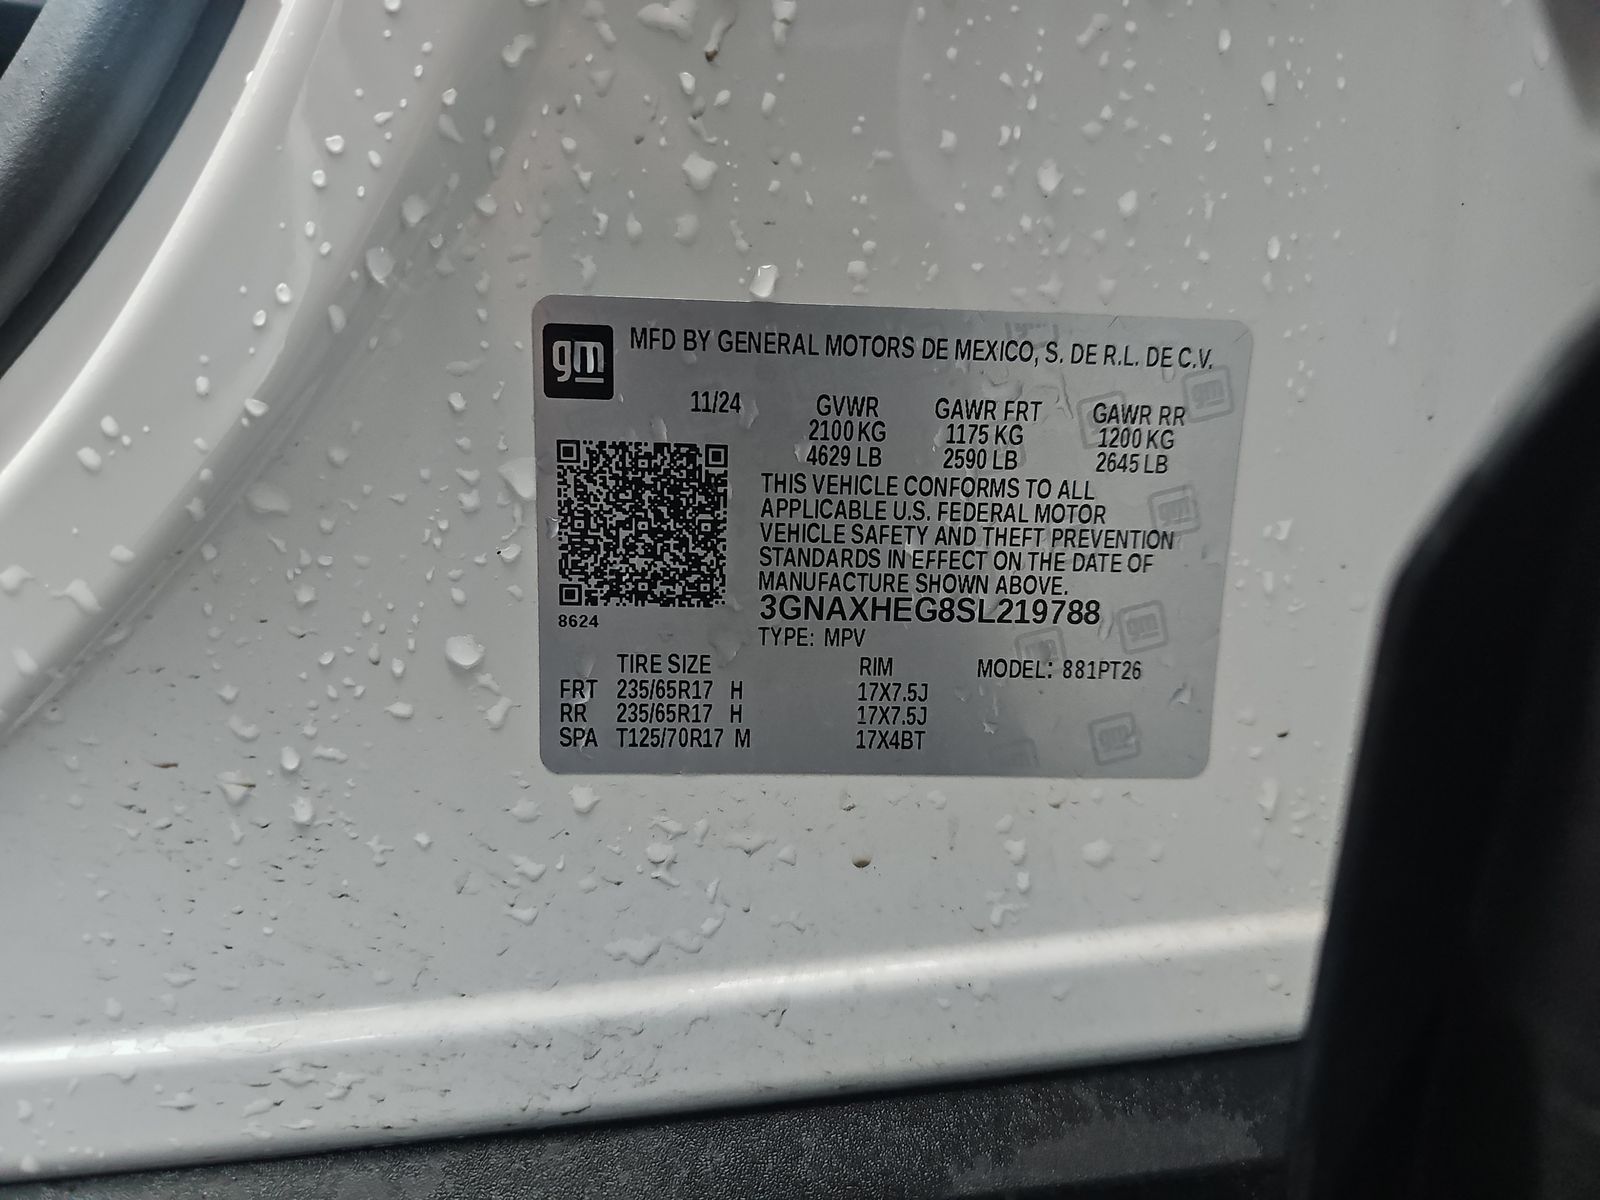 gm
MFD BY GENERAL MOTORS DE MEXICO, S. DE R.L. DE C.V.
11/24 GVWR GAWR FRT GAWR RR
2100 KG 1175 KG 1200 KG
4629 LB 2590 LB 2645 LB
THIS VEHICLE CONFORMS TO ALL
APPLICABLE U.S. FEDERAL MOTOR
VEHICLE SAFETY AND THEFT PREVENTION
STANDARDS IN EFFECT ON THE DATE OF
MANUFACTURE SHOWN ABOVE.
3GNAXHEG8SL219788
8624
TYPE: MPV
TIRE SIZE RIM MODEL: 881PT26
FRT 235/65R17 H 17X7.5J
RR 235/65R17 H 17X7.5J
SPA T125/70R17 M 17X4BT